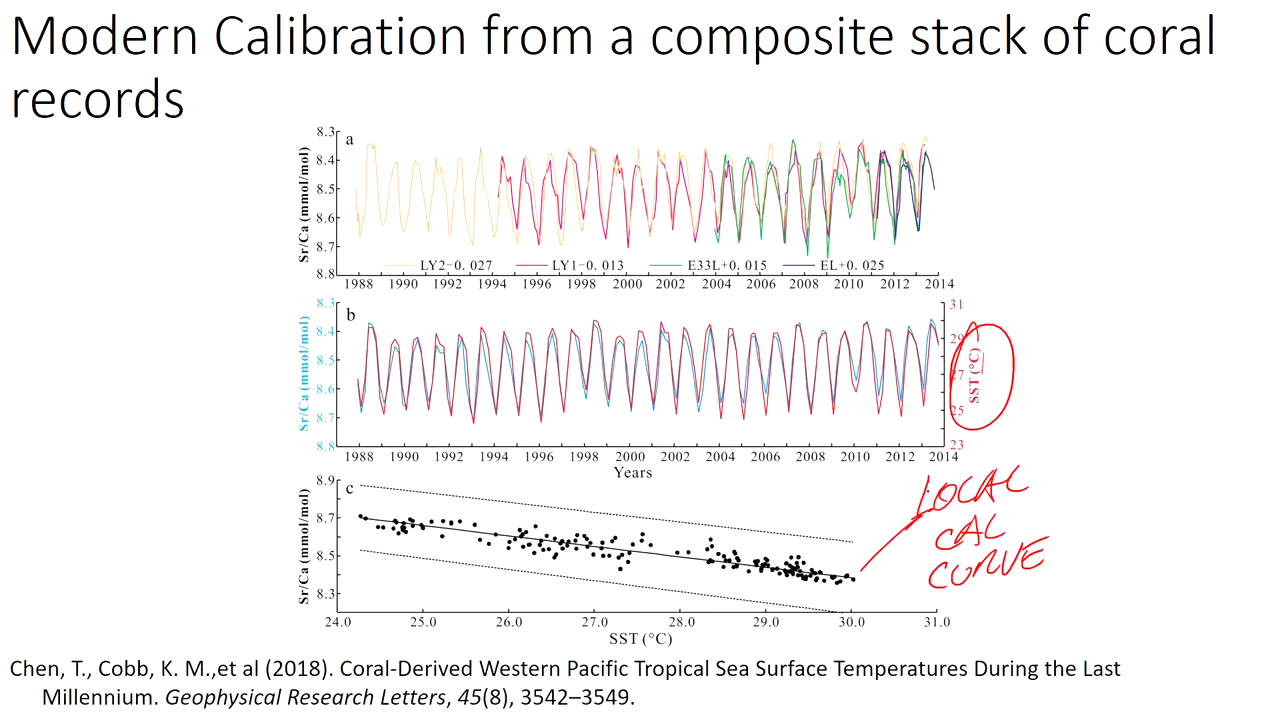 Modern Calibration from a composite stack of coral
records
a
8.3
8.4
8.5
8.6
8.7
8.8
Sr/Ca (mmol/mol)
LY2−0. 027 LY1−0. 013 E33L+0. 015 EL+0. 025
1988 1990 1992 1994 1996 1998 2000 2002 2004 2006 2008 2010 2012 2014
b
8.3
8.4
8.5
8.6
8.7
8.8
Sr/Ca (mmol/mol)
31
29
27
25
23
SST (°C)
1988 1990 1992 1994 1996 1998 2000 2002 2004 2006 2008 2010 2012 2014
Years
c
8.9
8.7
8.5
8.3
Sr/Ca (mmol/mol)
24.0 25.0 26.0 27.0 28.0 29.0 30.0 31.0
SST (°C)
LOCAL
CAL
CURVE
Chen, T., Cobb, K. M.,et al (2018). Coral-Derived Western Pacific Tropical Sea Surface Temperatures During the Last
Millennium. Geophysical Research Letters, 45(8), 3542–3549.